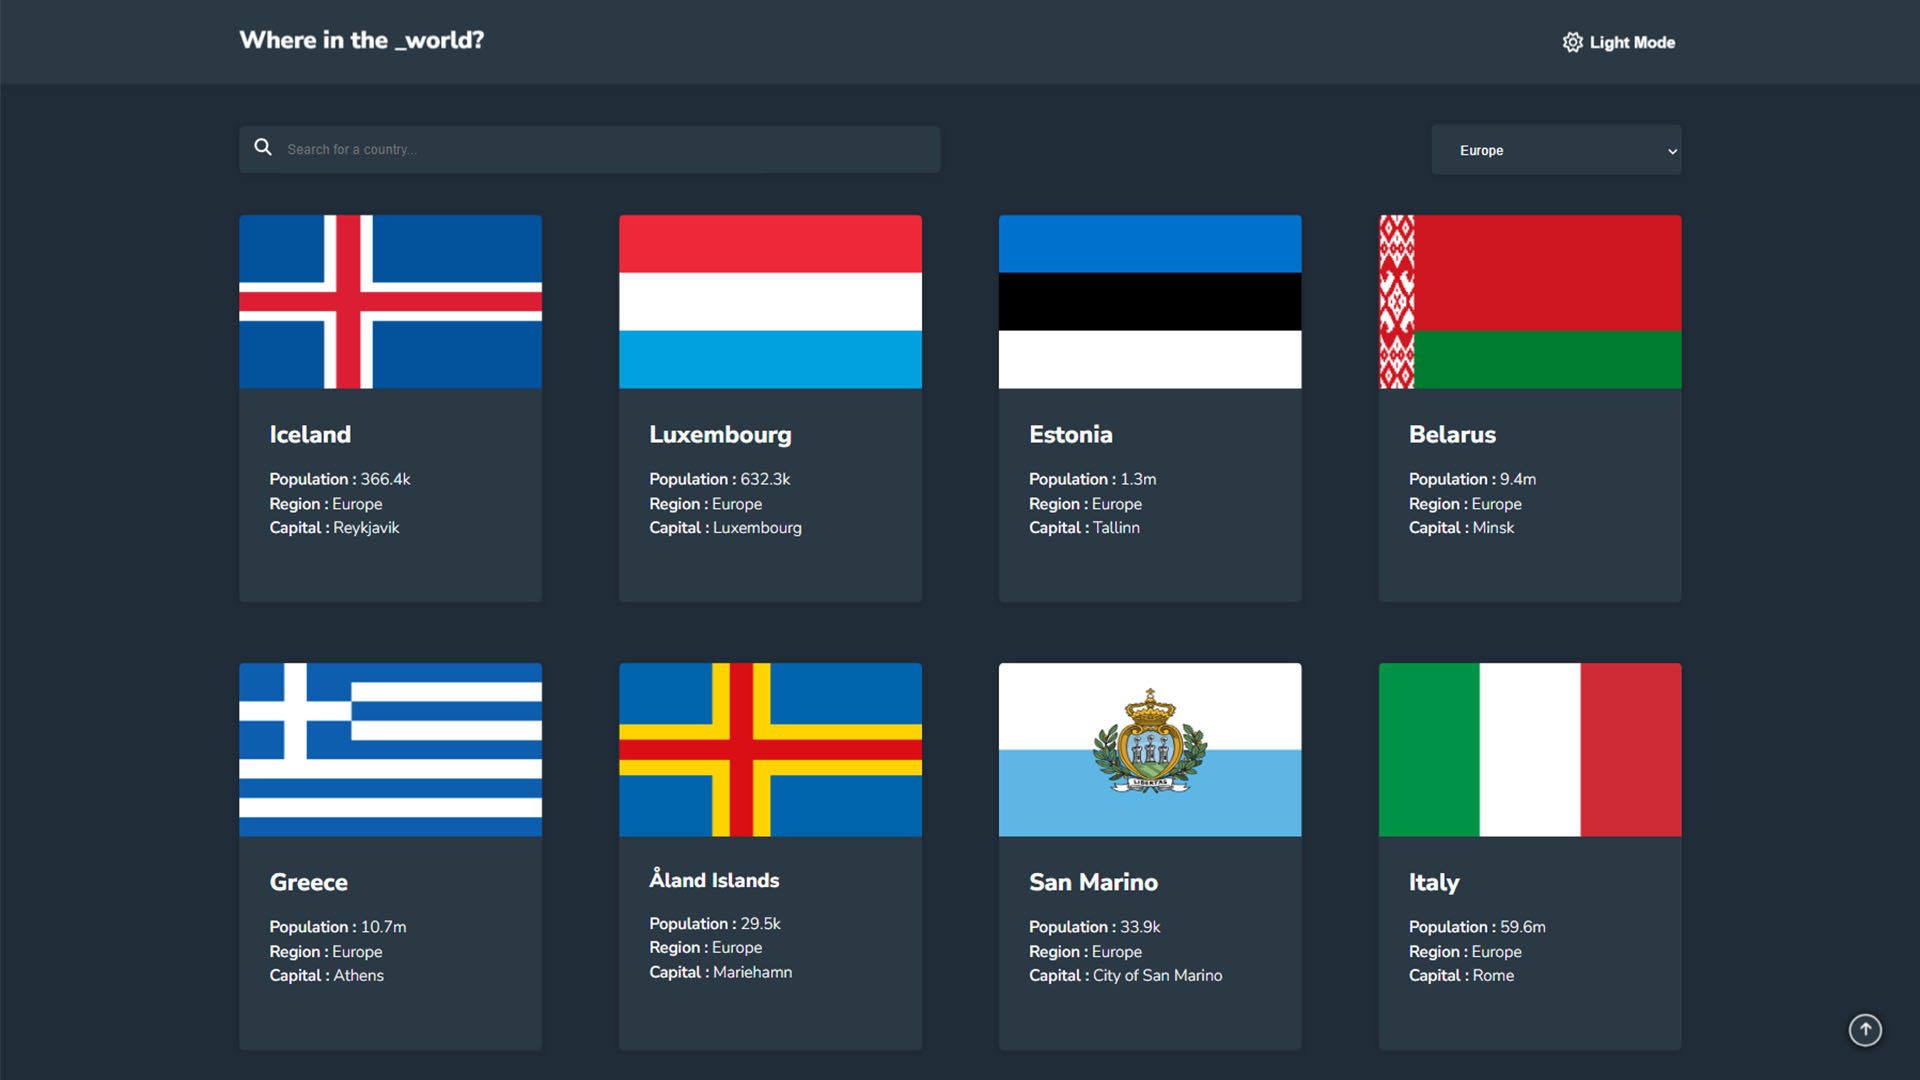 Where in the _world?
Light Mode
Search for a country...
Europe
Iceland
Population : 366.4k
Region : Europe
Capital : Reykjavik
Luxembourg
Population : 632.3k
Region : Europe
Capital : Luxembourg
Estonia
Population : 1.3m
Region : Europe
Capital : Tallinn
Belarus
Population : 9.4m
Region : Europe
Capital : Minsk
Greece
Population : 10.7m
Region : Europe
Capital : Athens
Åland Islands
Population : 29.5k
Region : Europe
Capital : Mariehamn
LIBERTAS
San Marino
Population : 33.9k
Region : Europe
Capital : City of San Marino
Italy
Population : 59.6m
Region : Europe
Capital : Rome